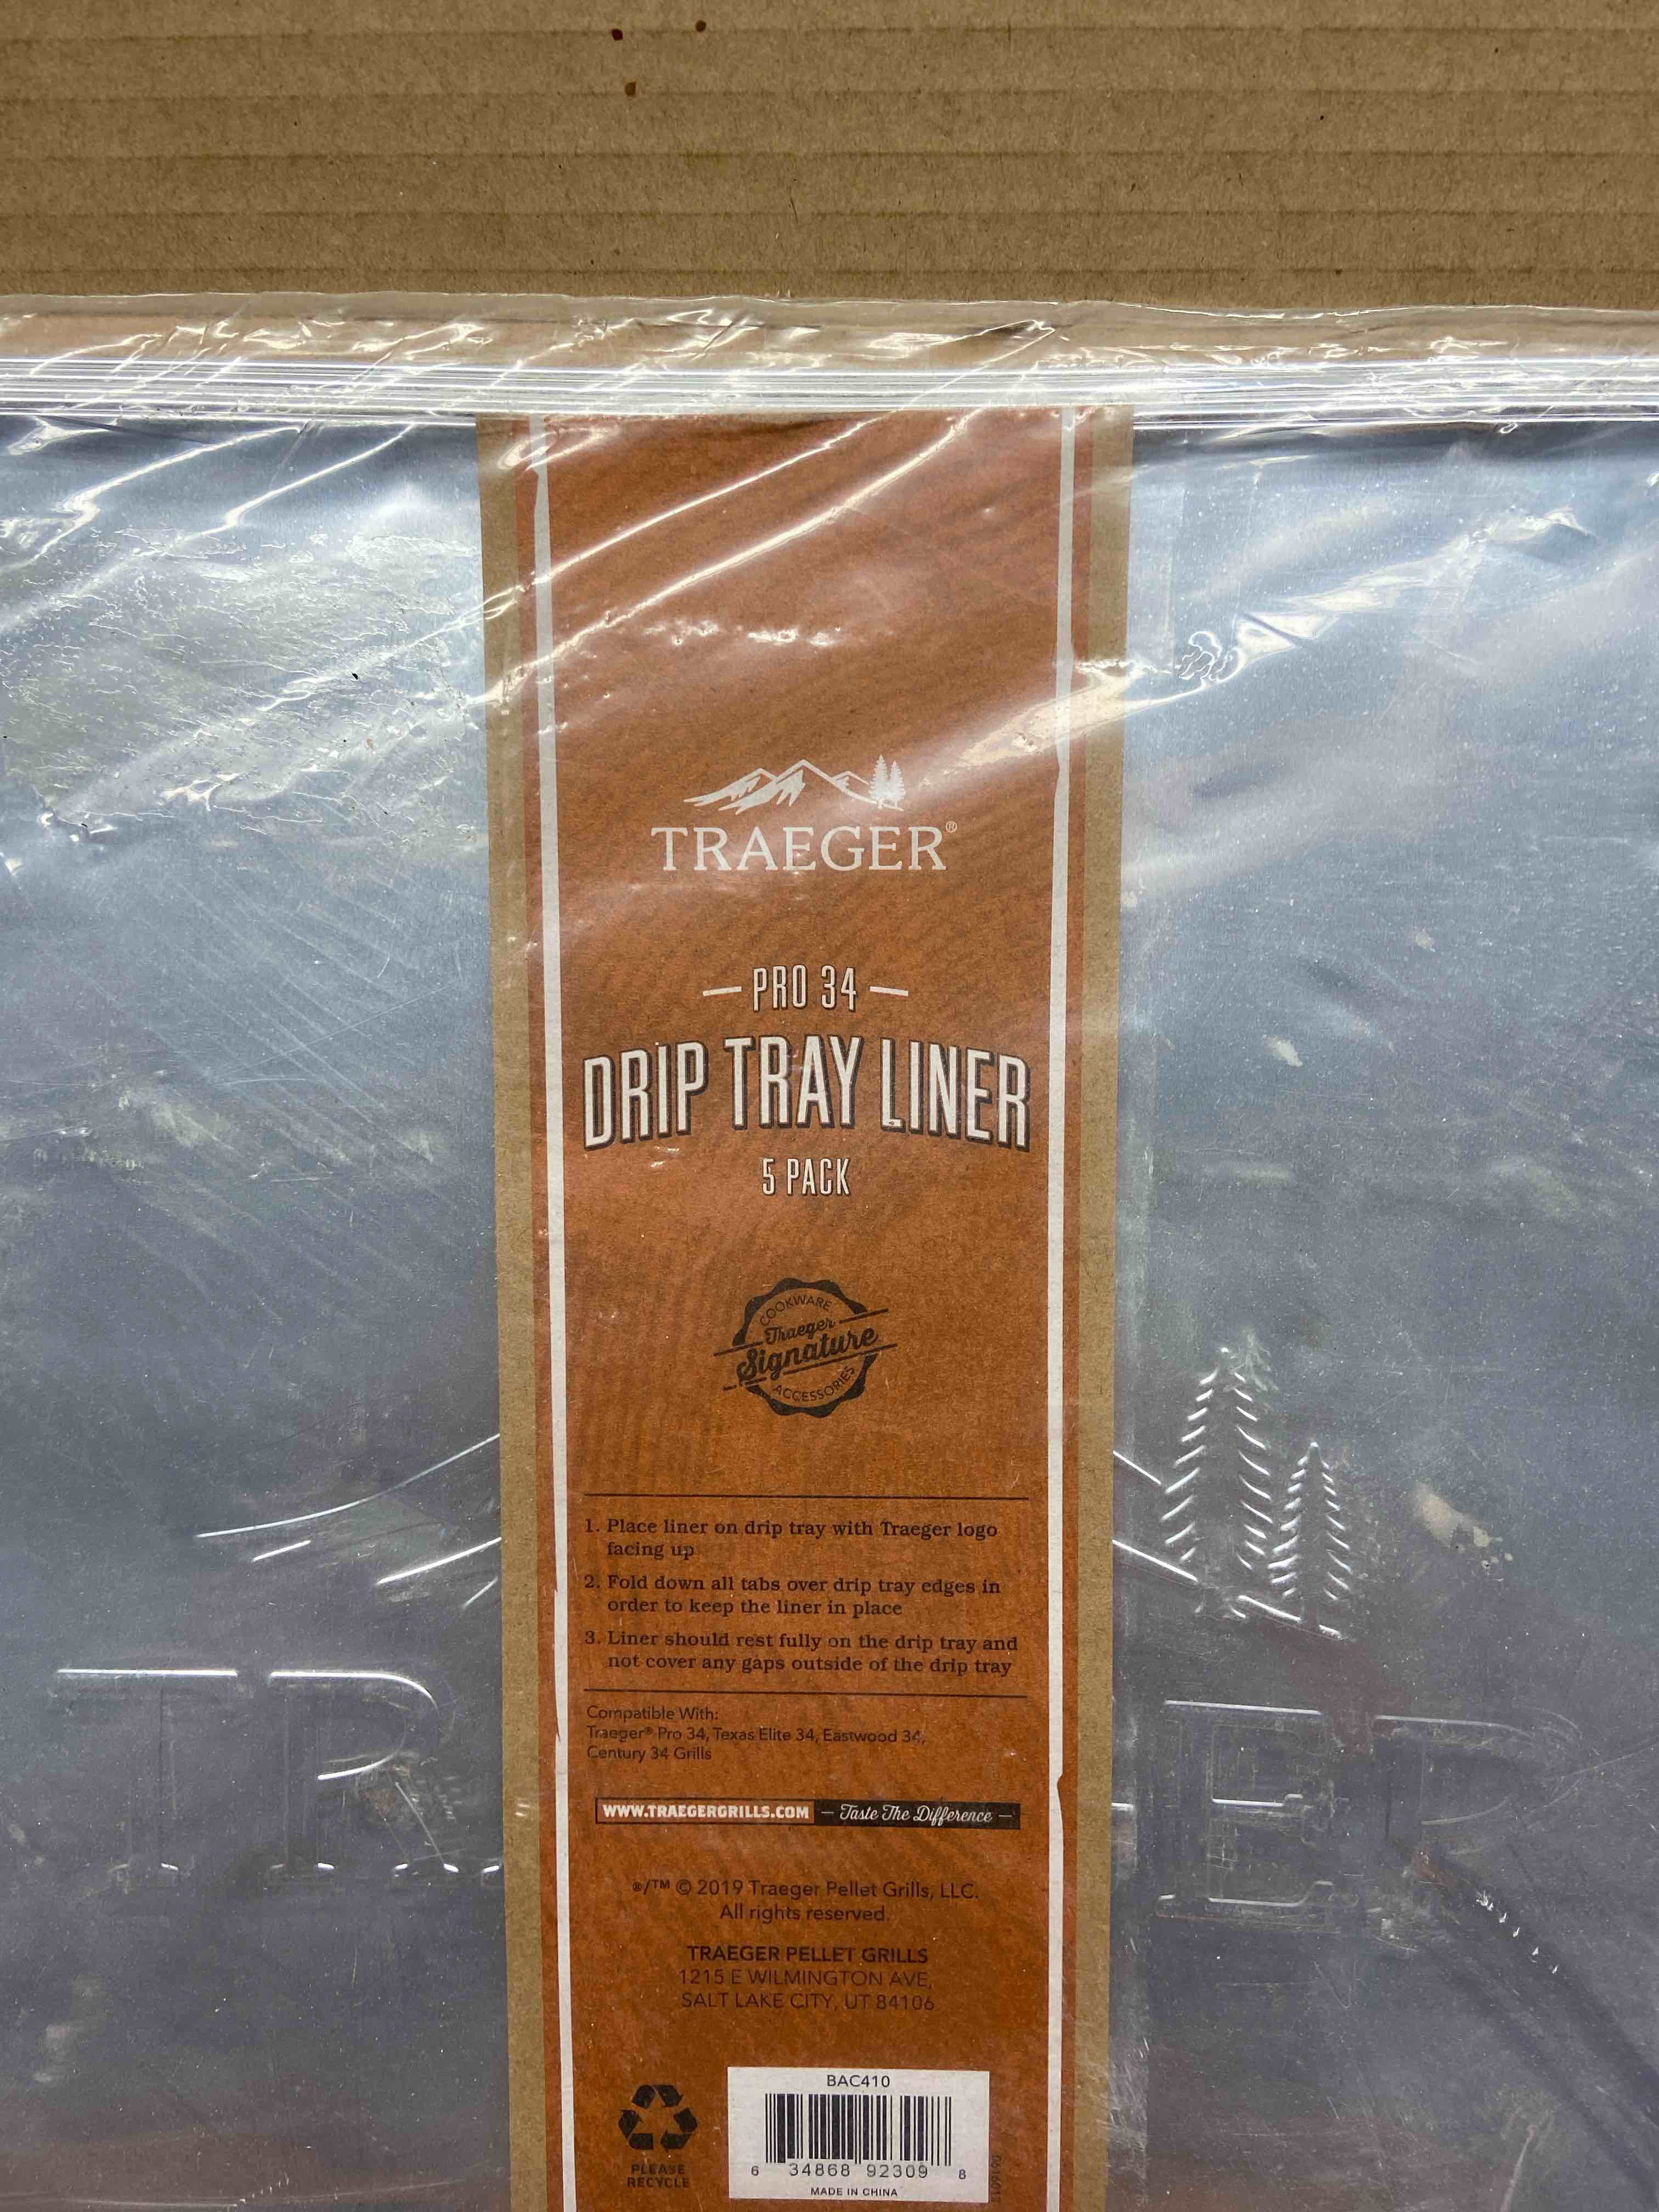 TRAEGER®
— PRO 34 —
DRIP TRAY LINER
5 PACK
COOKWARE
Traeger
Signature
ACCESSORIES
1. Place liner on drip tray with Traeger logo
facing up
2. Fold down all tabs over drip tray edges in
order to keep the liner in place
3. Liner should rest fully on the drip tray and
not cover any gaps outside of the drip tray
Compatible With:
Traeger® Pro 34, Texas Elite 34, Eastwood 34,
Century 34 Grills
WWW.TRAEGERGRILLS.COM — Taste The Difference —
®/™ © 2019 Traeger Pellet Grills, LLC.
All rights reserved.
TRAEGER PELLET GRILLS
1215 E WILMINGTON AVE,
SALT LAKE CITY, UT 84106
BAC410
6 34868 92309 8
MADE IN CHINA
PLEASE
RECYCLE
TR
ER